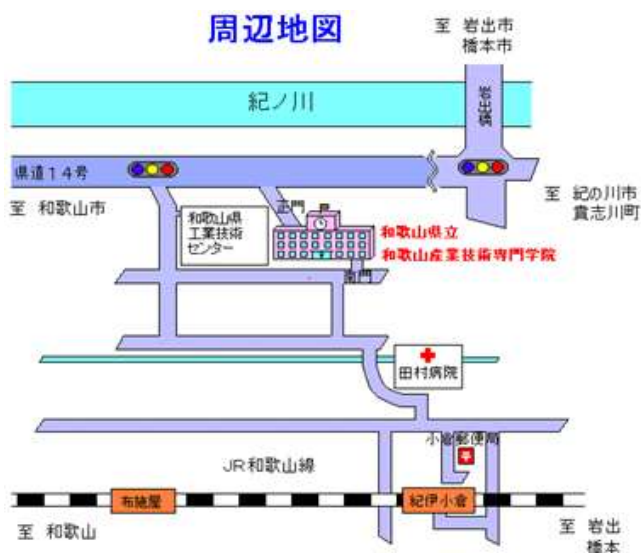 周辺地図
至 岩出市
橋本市
紀ノ川
岩出橋
県道14号
至 和歌山市
至 紀の川市
貴志川町
正門
和歌山県
工業技術
センター
和歌山県立
和歌山産業技術専門学院
南門
田村病院
小倉郵便局
JR和歌山線
布施屋
紀伊小倉
至 和歌山
至 岩出
橋本